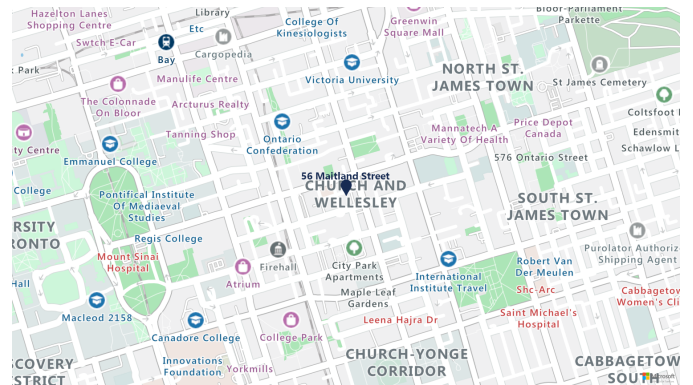 Hazelton Lanes
Shopping Centre
Library
Etc
College Of
Kinesiologists
Greenwin
Square Mall
Bloor-Parliament
Parkette
Swtch E-Car
Cargopedia
Bay
k Park
Manulife Centre
Victoria University
NORTH ST.
JAMES TOWN
St James Cemetery
The Colonnade
On Bloor
Arcturus Realty
Coltsfoot
Tanning Shop
Ontario
Confederation
Mannatech A
Variety Of Health
Price Depot
Canada
Edensmit
Schawlow L
ty Centre
Emmanuel College
576 Ontario Street
56 Maitland Street
CHURCH AND
WELLESLEY
College
Pontifical Institute
Of Mediaeval
Studies
SOUTH ST.
JAMES TOWN
RSITY
RONTO
Regis College
Mount Sinai
Hospital
Firehall
City Park
Apartments
Purolator Authoriz
Shipping Agent
Robert Van
Der Meulen
International
Institute Travel
Hall
Atrium
Maple Leaf
Gardens
Shc-Arc
Cabbagetow
Women's Cli
Macleod 2158
Leena Hajra Dr
Saint Michael's
Hospital
Canadore College
College Park
CHURCH-YONGE
CORRIDOR
SCOVERY
STRICT
Innovations
Foundation
Yorkmills
CABBAGETOW
SOUTH
Microsoft